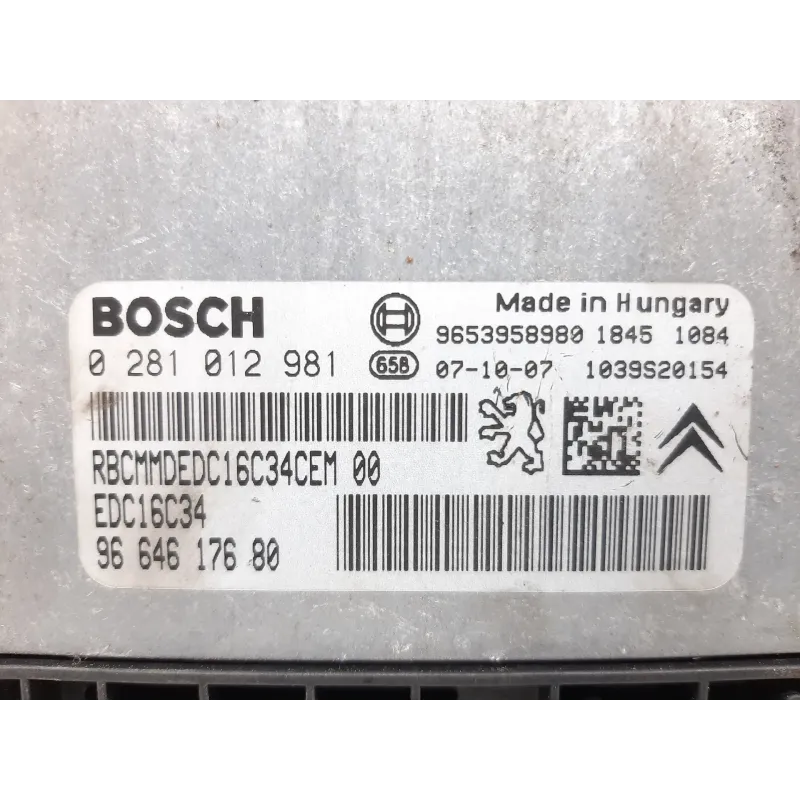 BOSCH
Made in Hungary
9653958980 1845 1084
0 281 012 981
658
07-10-07 1039S20154
RBCMMDEDC16C34CEM 00
EDC16C34
96 646 176 80